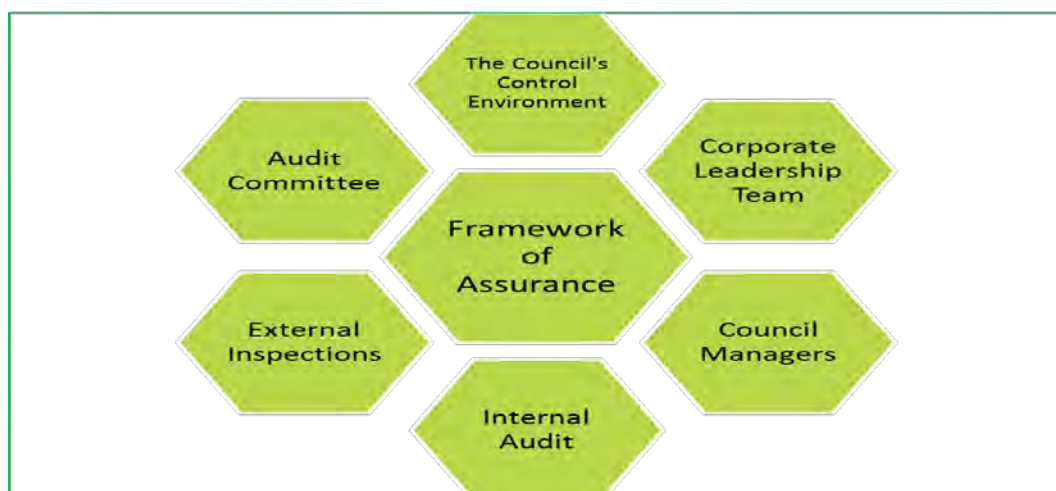 The Council's
Control
Environment
Audit
Committee
Corporate
Leadership
Team
Framework
of
Assurance
External
Inspections
Council
Managers
Internal
Audit